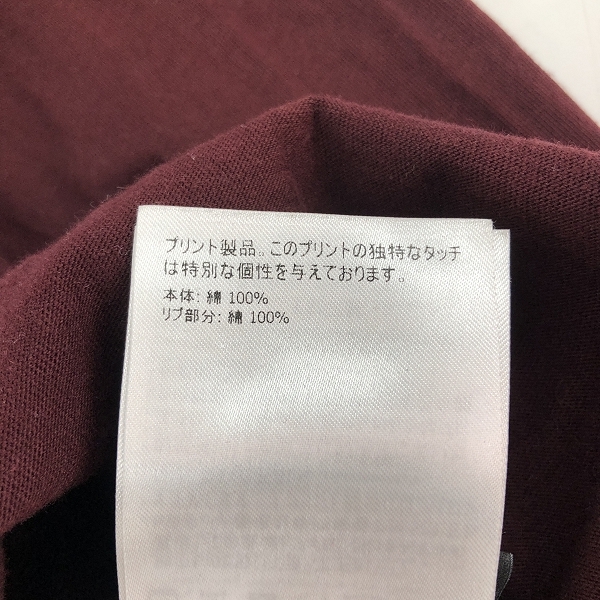 プリント製品。このプリントの独特なタッチ
は特別な個性を与えております。
本体: 綿 100%
リブ部分: 綿 100%